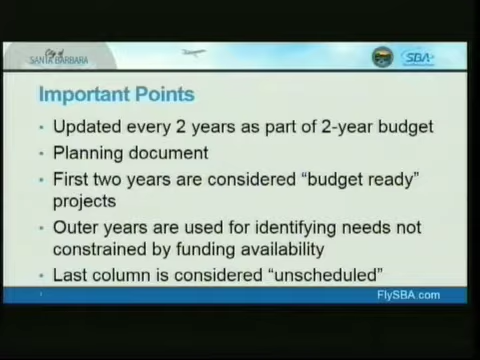 City of
SANTA BARBARA
SBA
Important Points
• Updated every 2 years as part of 2-year budget
• Planning document
• First two years are considered “budget ready”
projects
• Outer years are used for identifying needs not
constrained by funding availability
• Last column is considered “unscheduled”
FlySBA.com